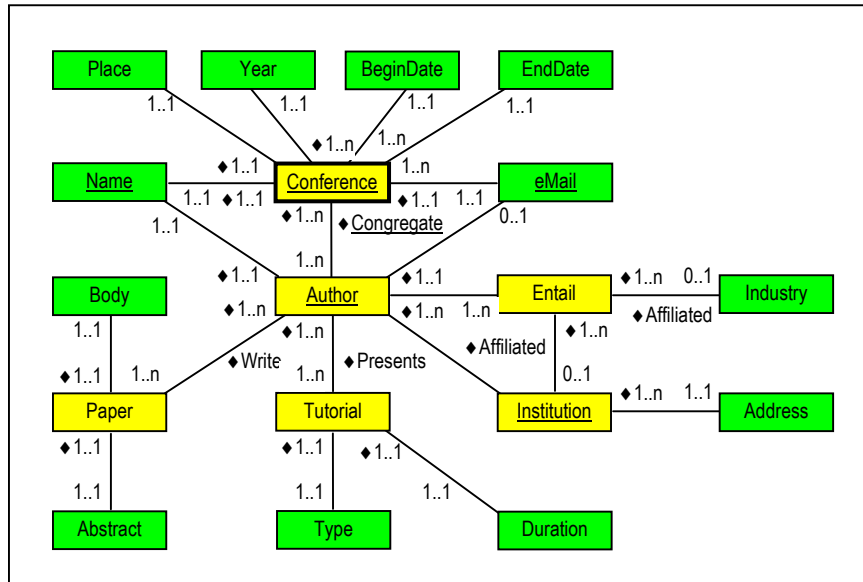 Place Year BeginDate EndDate
1..1 1..1 1..1 1..1
♦1..n 1..n
♦1..1 1..n
Name Conference eMail
1..1 ♦1..1 ♦1..1 1..1
1..1 ♦1..n ♦Congregate 0..1
1..n
♦1..1 ♦1..1 ♦1..n 0..1
Body Author Entail Industry
♦1..n ♦1..n ♦1..n 1..n ♦Affiliated
1..1 ♦1..n
♦Write ♦Presents ♦Affiliated
♦1..1 1..n 1..n 0..1 ♦1..n 1..1
Paper Tutorial Institution Address
♦1..1 ♦1..1 ♦1..1
1..1 1..1 1..1
Abstract Type Duration